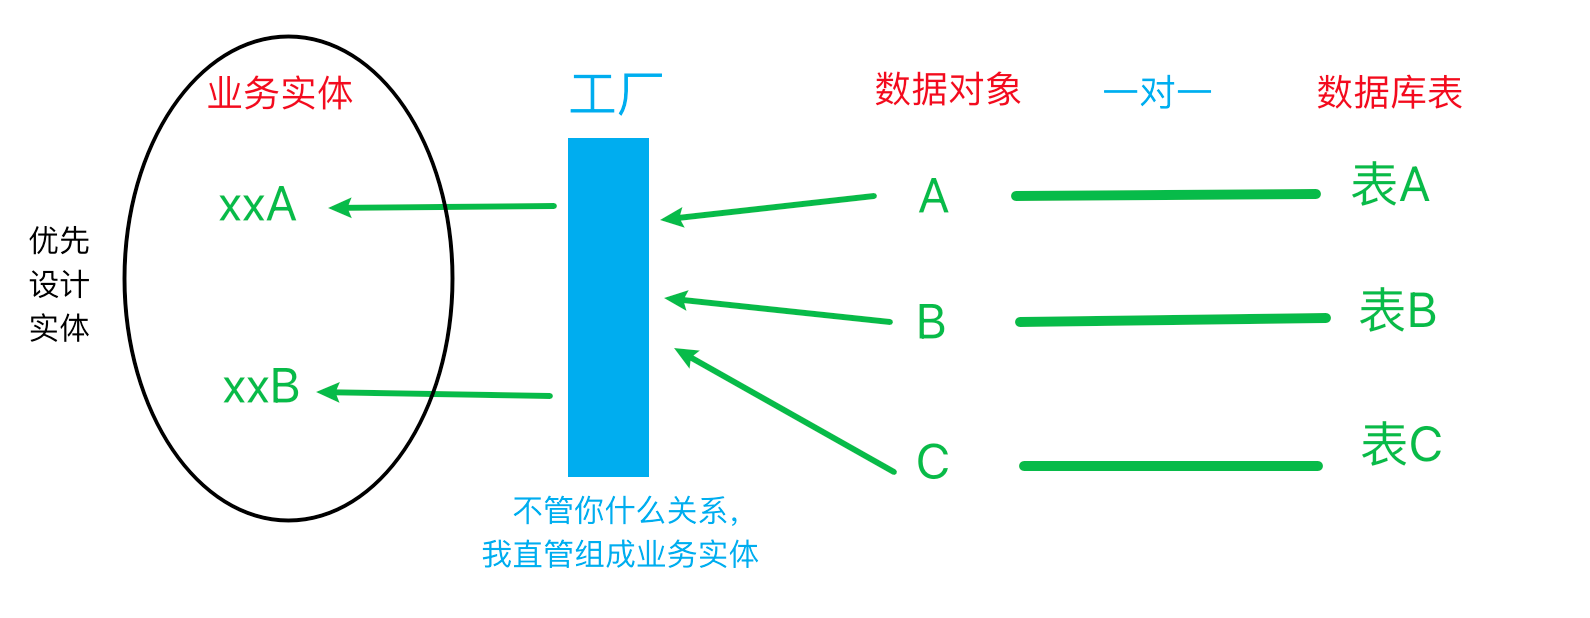 业务实体
工厂
数据对象
一对一
数据库表
xxA
A
表A
优先
设计
实体
B
表B
xxB
C
表C
不管你什么关系，
我直管组成业务实体